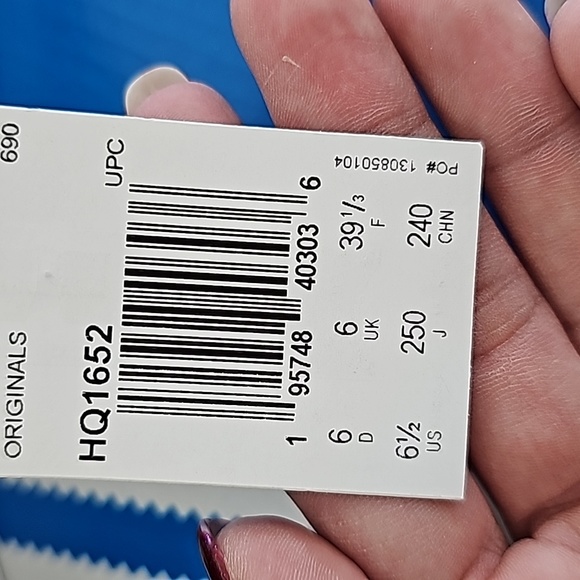 ORIGINALS 690
HQ1652 UPC
1 95748 40303 6
6 D 6 UK 39 1/3 F
6½ US 250 J 240 CHN
PO# 130850104